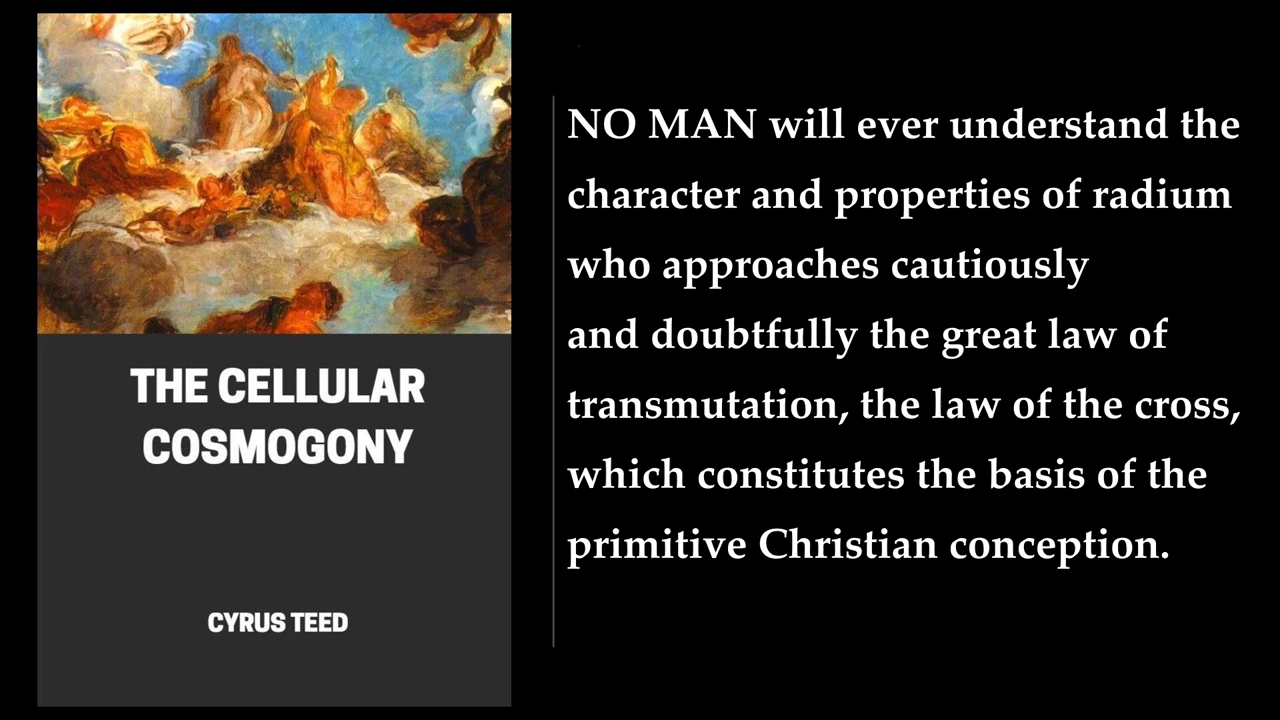 THE CELLULAR
COSMOGONY
CYRUS TEED
NO MAN will ever understand the
character and properties of radium
who approaches cautiously
and doubtfully the great law of
transmutation, the law of the cross,
which constitutes the basis of the
primitive Christian conception.